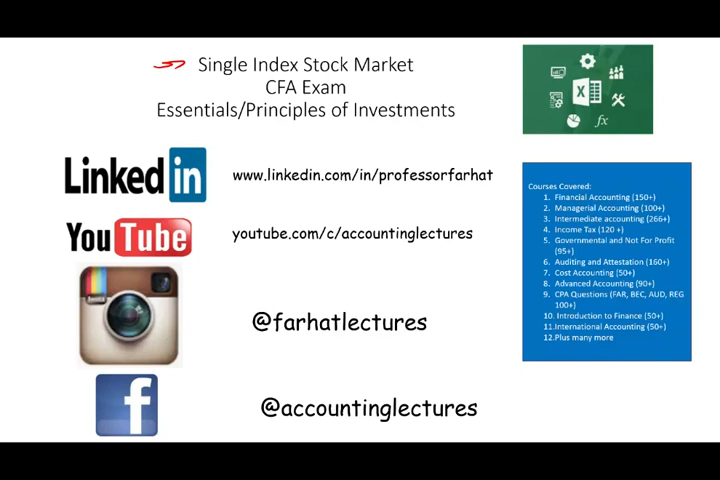 Single Index Stock Market
CFA Exam
Essentials/Principles of Investments
Linked in
www.linkedin.com/in/professorfarhat
YouTube
youtube.com/c/accountinglectures
@farhatlectures
f
@accountinglectures
X
fx
Courses Covered:
1. Financial Accounting (150+)
2. Managerial Accounting (100+)
3. Intermediate accounting (266+)
4. Income Tax (120 +)
5. Governmental and Not For Profit
(95+)
6. Auditing and Attestation (160+)
7. Cost Accounting (50+)
8. Advanced Accounting (90+)
9. CPA Questions (FAR, BEC, AUD, REG
100+)
10. Introduction to Finance (50+)
11.International Accounting (50+)
12.Plus many more